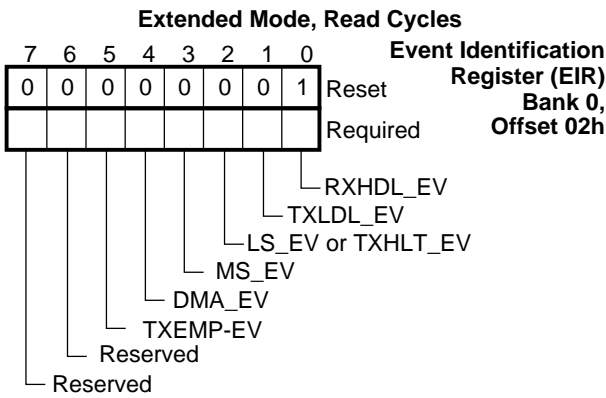 Extended Mode, Read Cycles
7 6 5 4 3 2 1 0
Event Identification
Register (EIR)
Bank 0,
Offset 02h
0 0 0 0 0 0 0 1 Reset
Required
RXHDL_EV
TXLDL_EV
LS_EV or TXHLT_EV
MS_EV
DMA_EV
TXEMP-EV
Reserved
Reserved